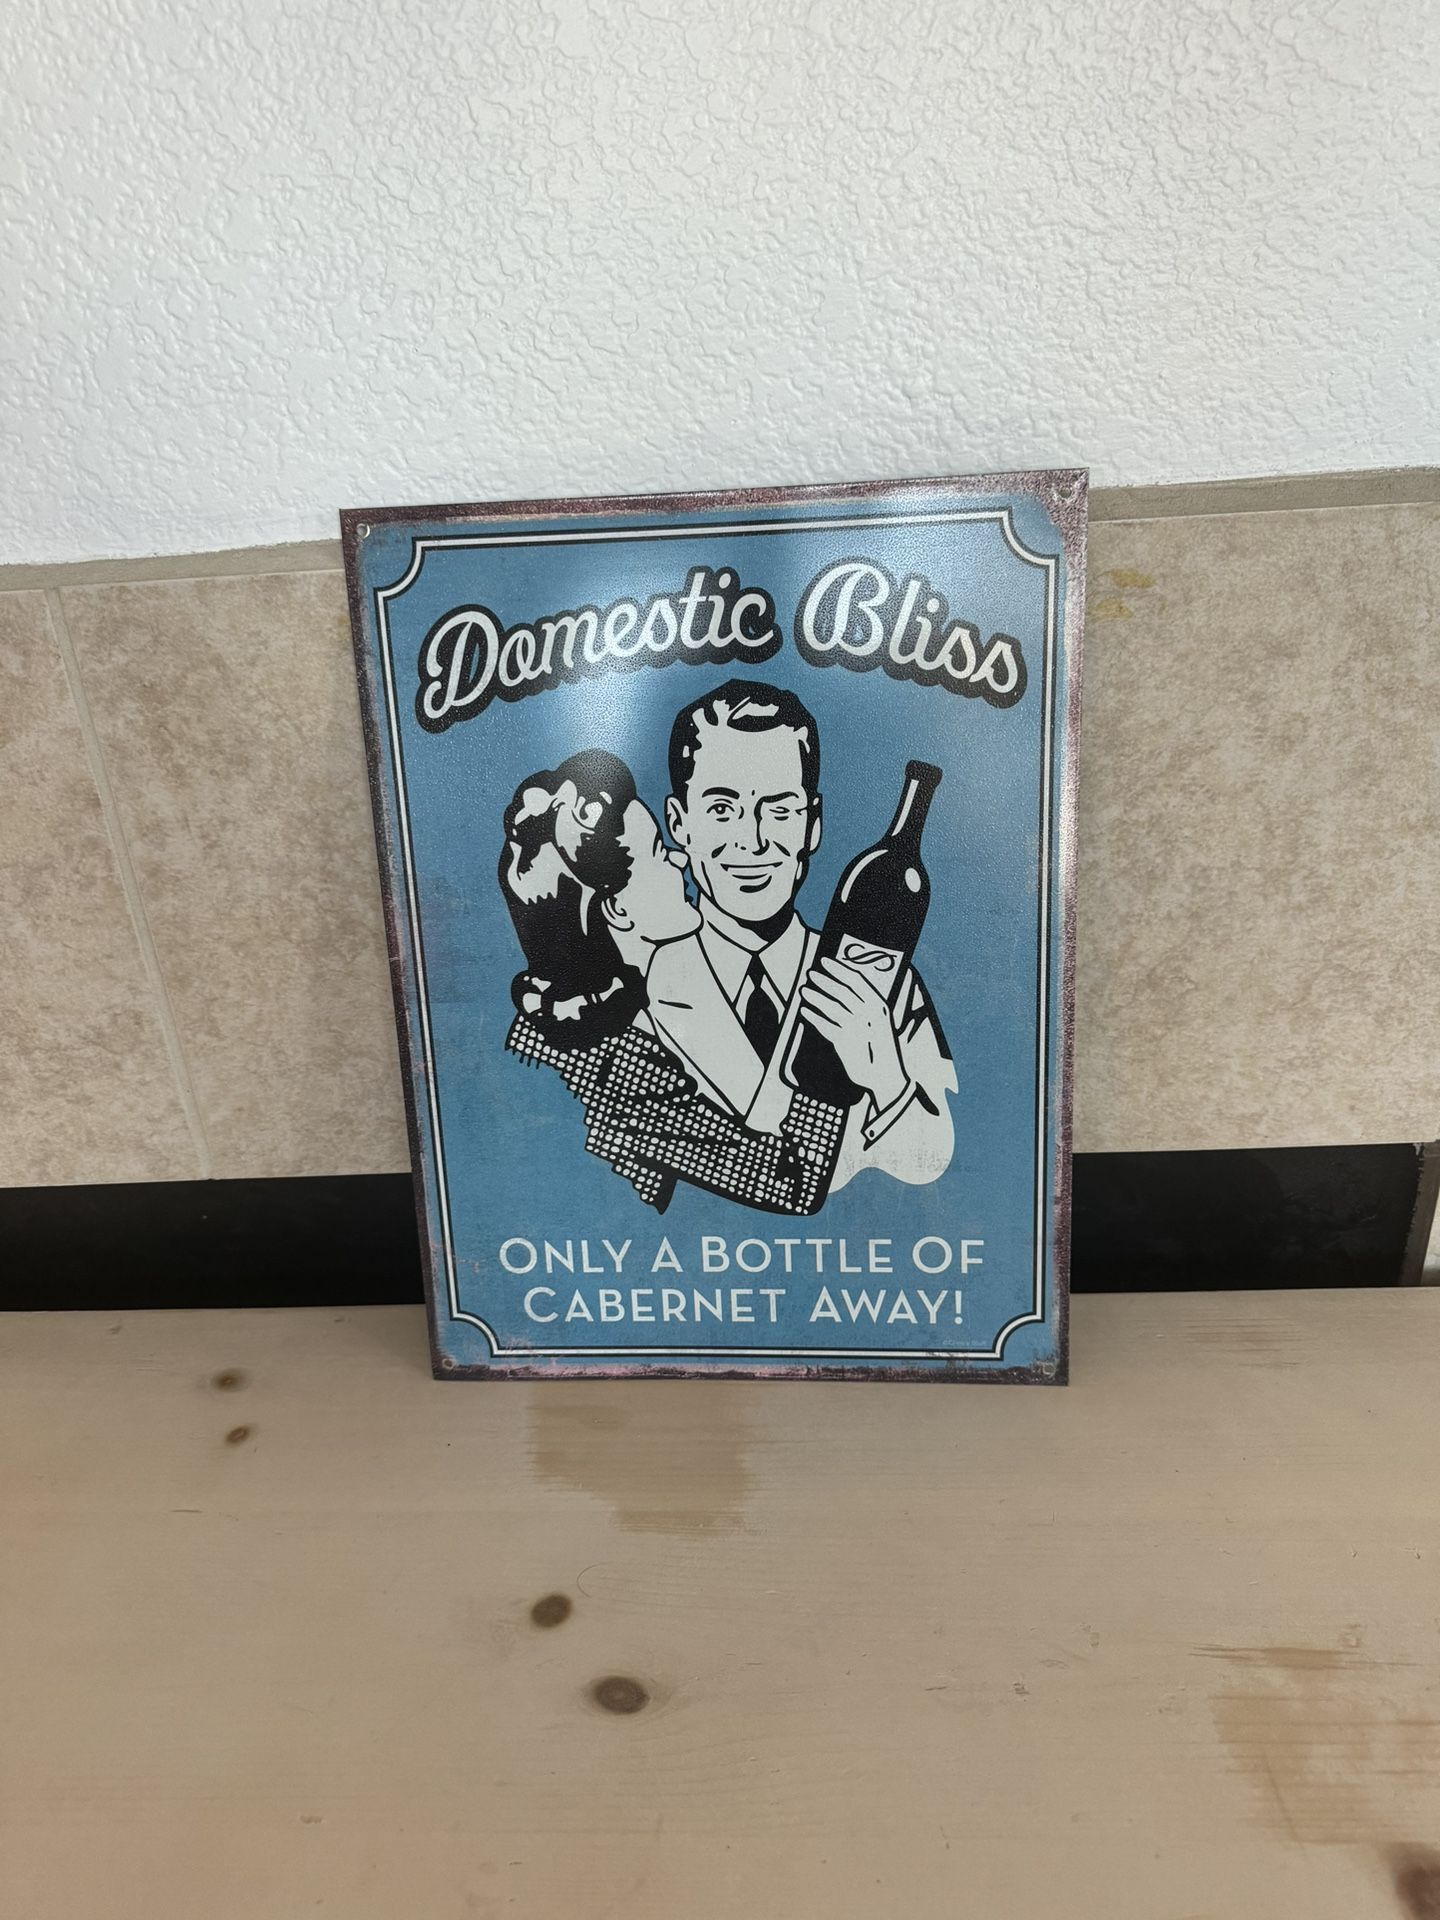 Domestic Bliss
ONLY A BOTTLE OF
CABERNET AWAY!